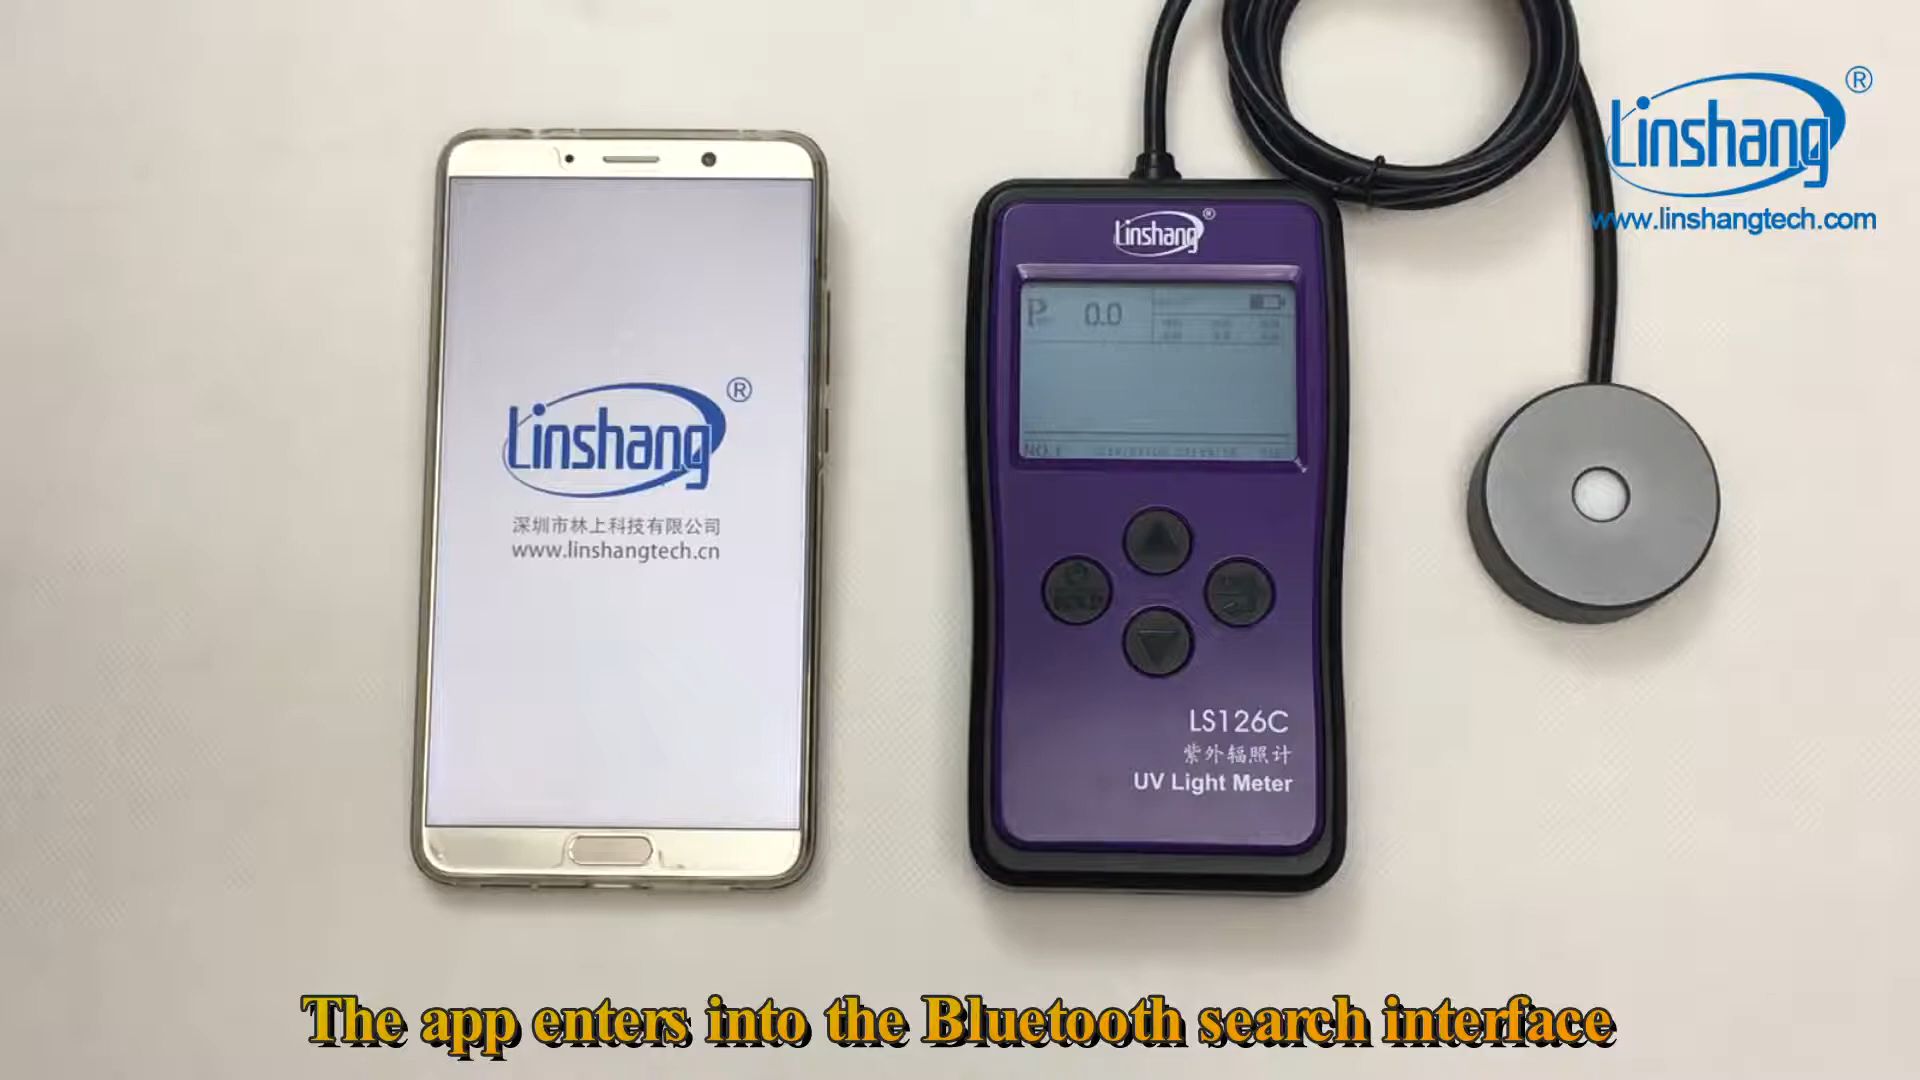 Linshang®
www.linshangtech.com
Linshang®
深圳市林上科技有限公司
www.linshangtech.cn
Linshang®
P 0.0
NO.1
LS126C
紫外辐照计
UV Light Meter
The app enters into the Bluetooth search interface